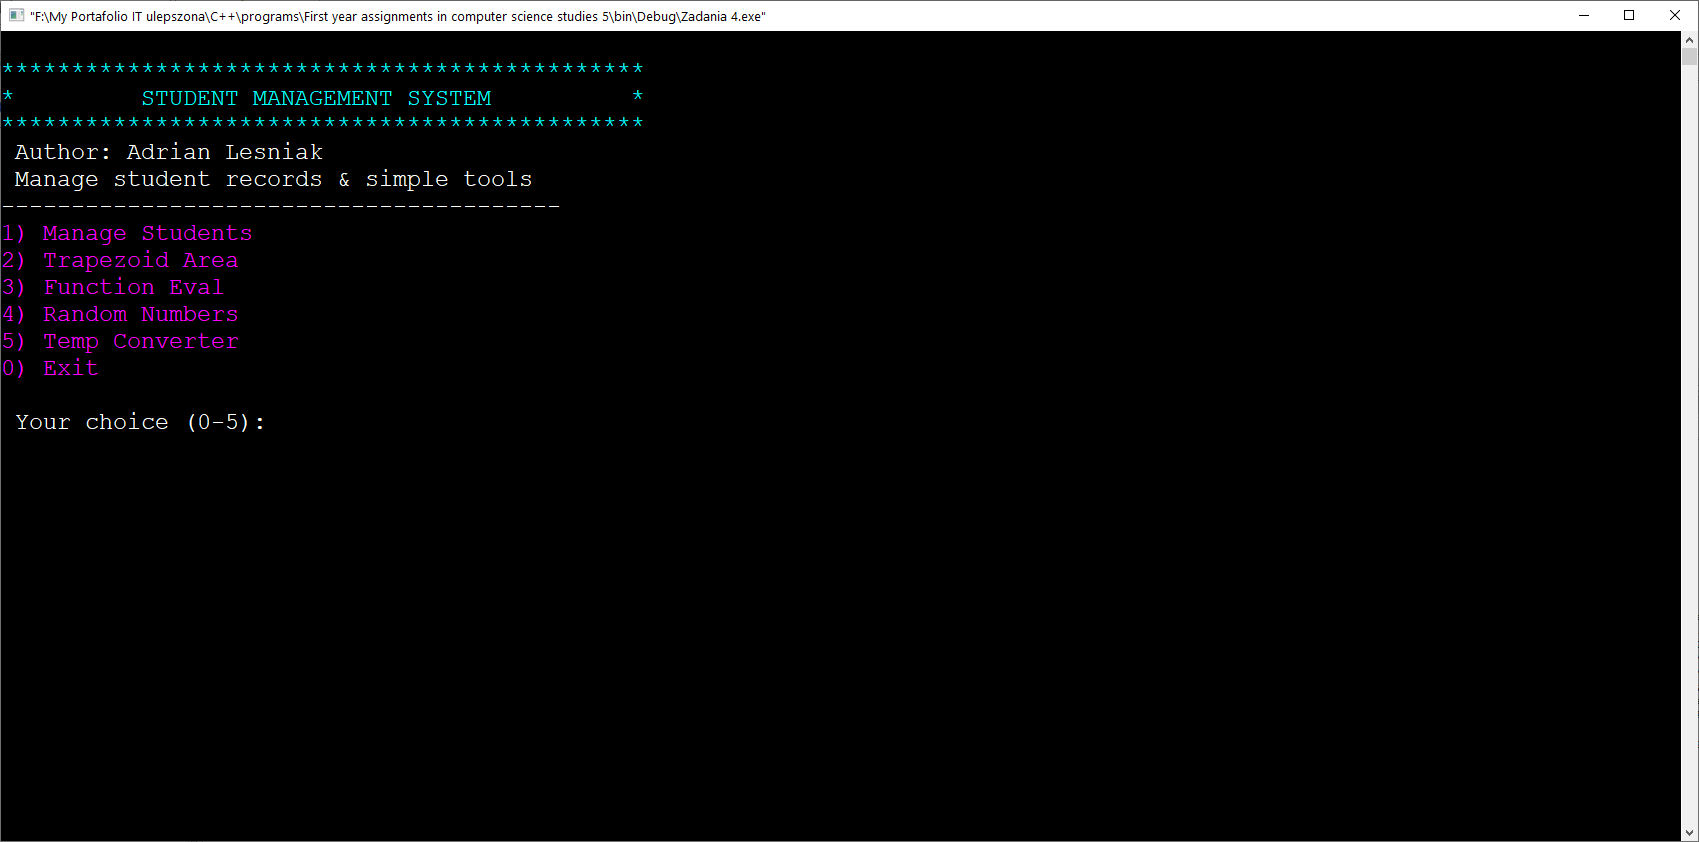 "F:\My Portafolio IT ulepszona\C++\programs\First year assignments in computer science studies 5\bin\Debug\Zadania 4.exe"
**********************************************
*         STUDENT MANAGEMENT SYSTEM          *
**********************************************
Author: Adrian Lesniak
Manage student records & simple tools
----------------------------------------
1) Manage Students
2) Trapezoid Area
3) Function Eval
4) Random Numbers
5) Temp Converter
0) Exit
Your choice (0-5):